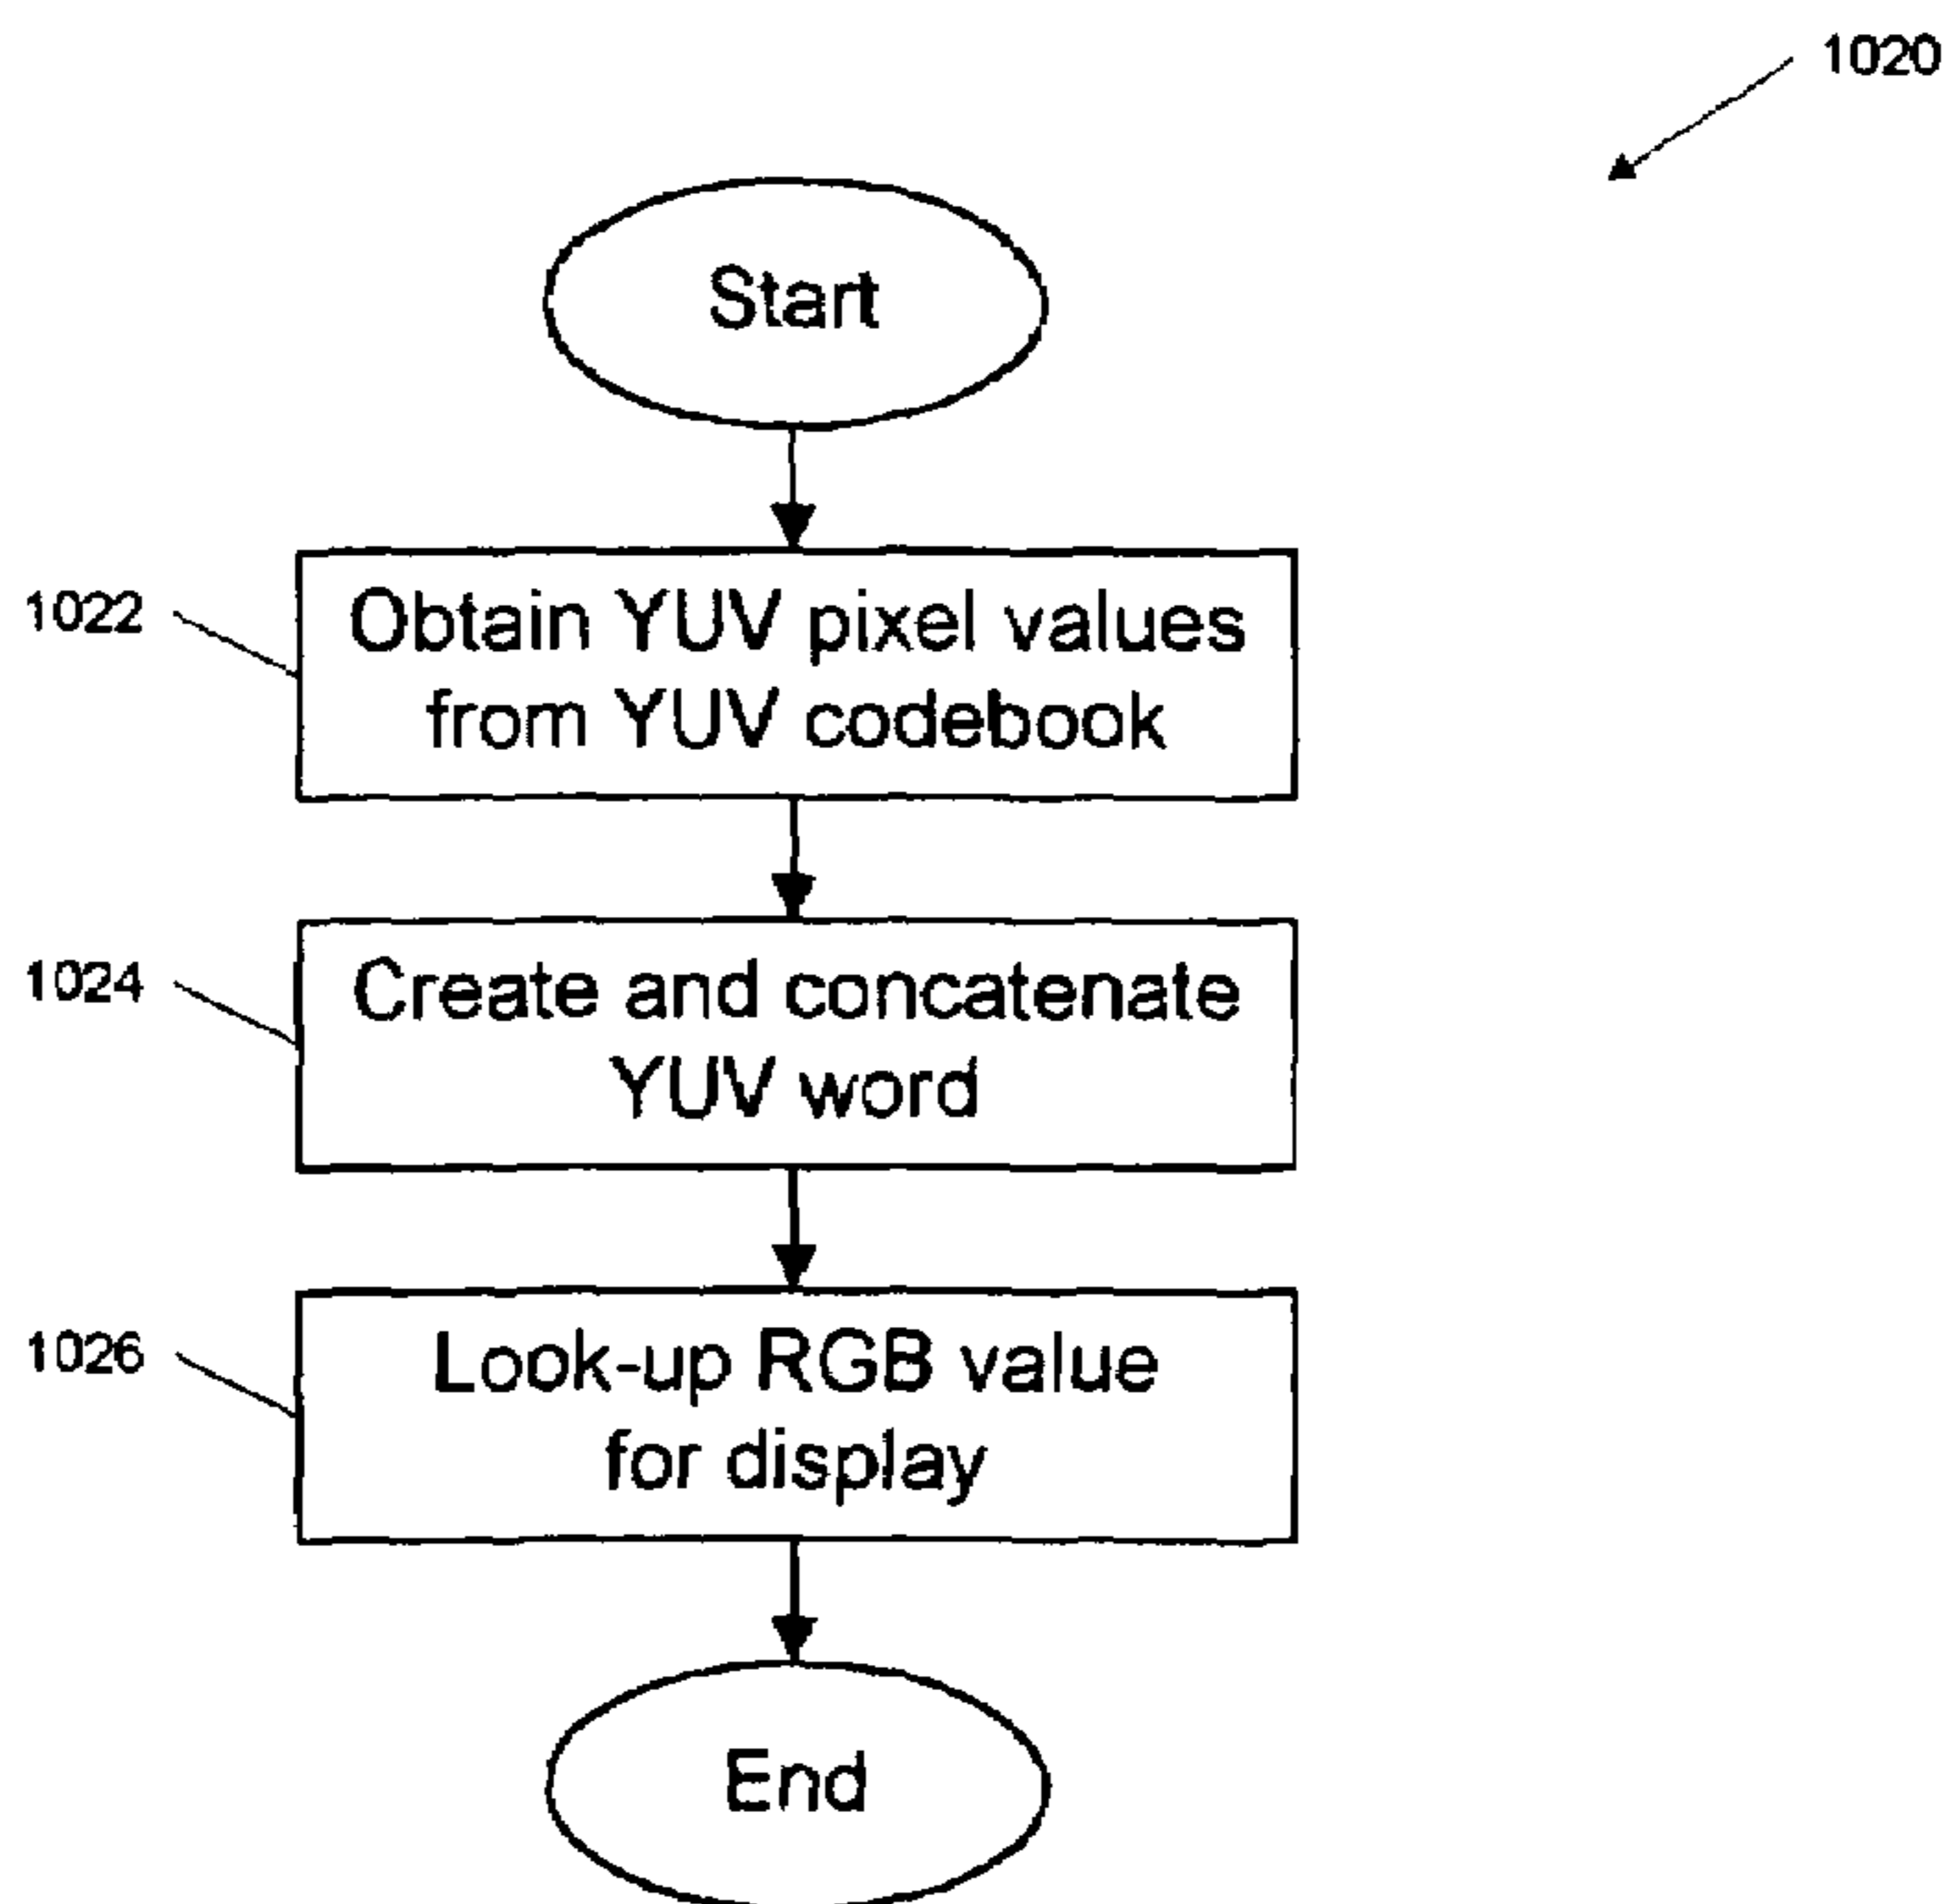 1020
Start
1022
Obtain YUV pixel values
from YUV codebook
1024
Create and concatenate
YUV word
1026
Look-up RGB value
for display
End